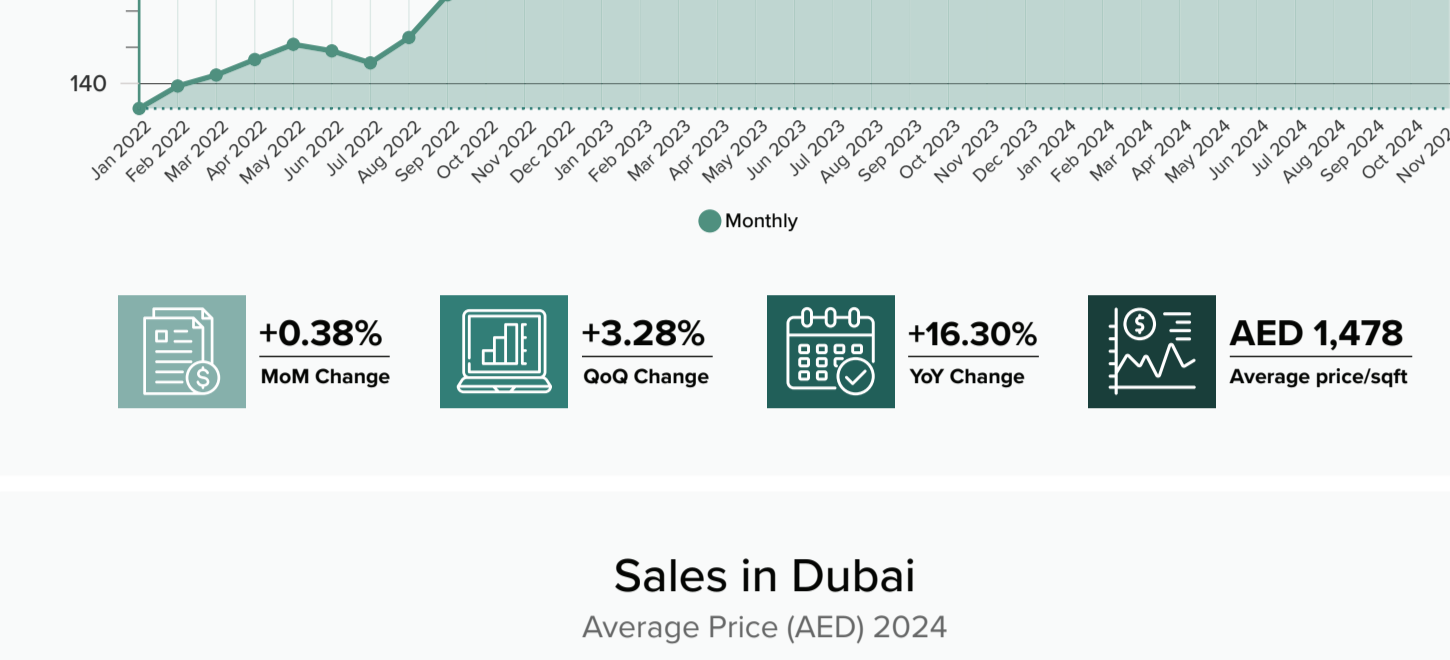 140
Jan 2022
Feb 2022
Mar 2022
Apr 2022
May 2022
Jun 2022
Jul 2022
Aug 2022
Sep 2022
Oct 2022
Nov 2022
Dec 2022
Jan 2023
Feb 2023
Mar 2023
Apr 2023
May 2023
Jun 2023
Jul 2023
Aug 2023
Sep 2023
Oct 2023
Nov 2023
Dec 2023
Jan 2024
Feb 2024
Mar 2024
Apr 2024
May 2024
Jun 2024
Jul 2024
Aug 2024
Sep 2024
Oct 2024
Nov 202
Monthly
+0.38%
MoM Change
+3.28%
QoQ Change
+16.30%
YoY Change
AED 1,478
Average price/sqft
Sales in Dubai
Average Price (AED) 2024